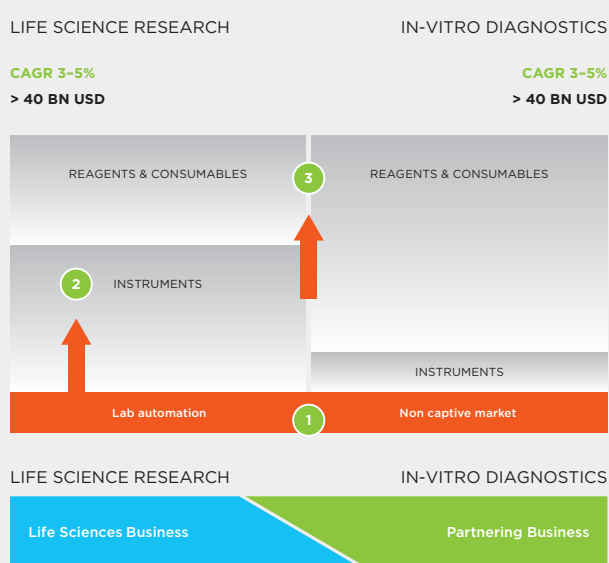 LIFE SCIENCE RESEARCH
IN-VITRO DIAGNOSTICS
CAGR 3–5%
CAGR 3–5%
> 40 BN USD
> 40 BN USD
REAGENTS & CONSUMABLES
3
REAGENTS & CONSUMABLES
2
INSTRUMENTS
INSTRUMENTS
Lab automation
1
Non captive market
LIFE SCIENCE RESEARCH
IN-VITRO DIAGNOSTICS
Life Sciences Business
Partnering Business